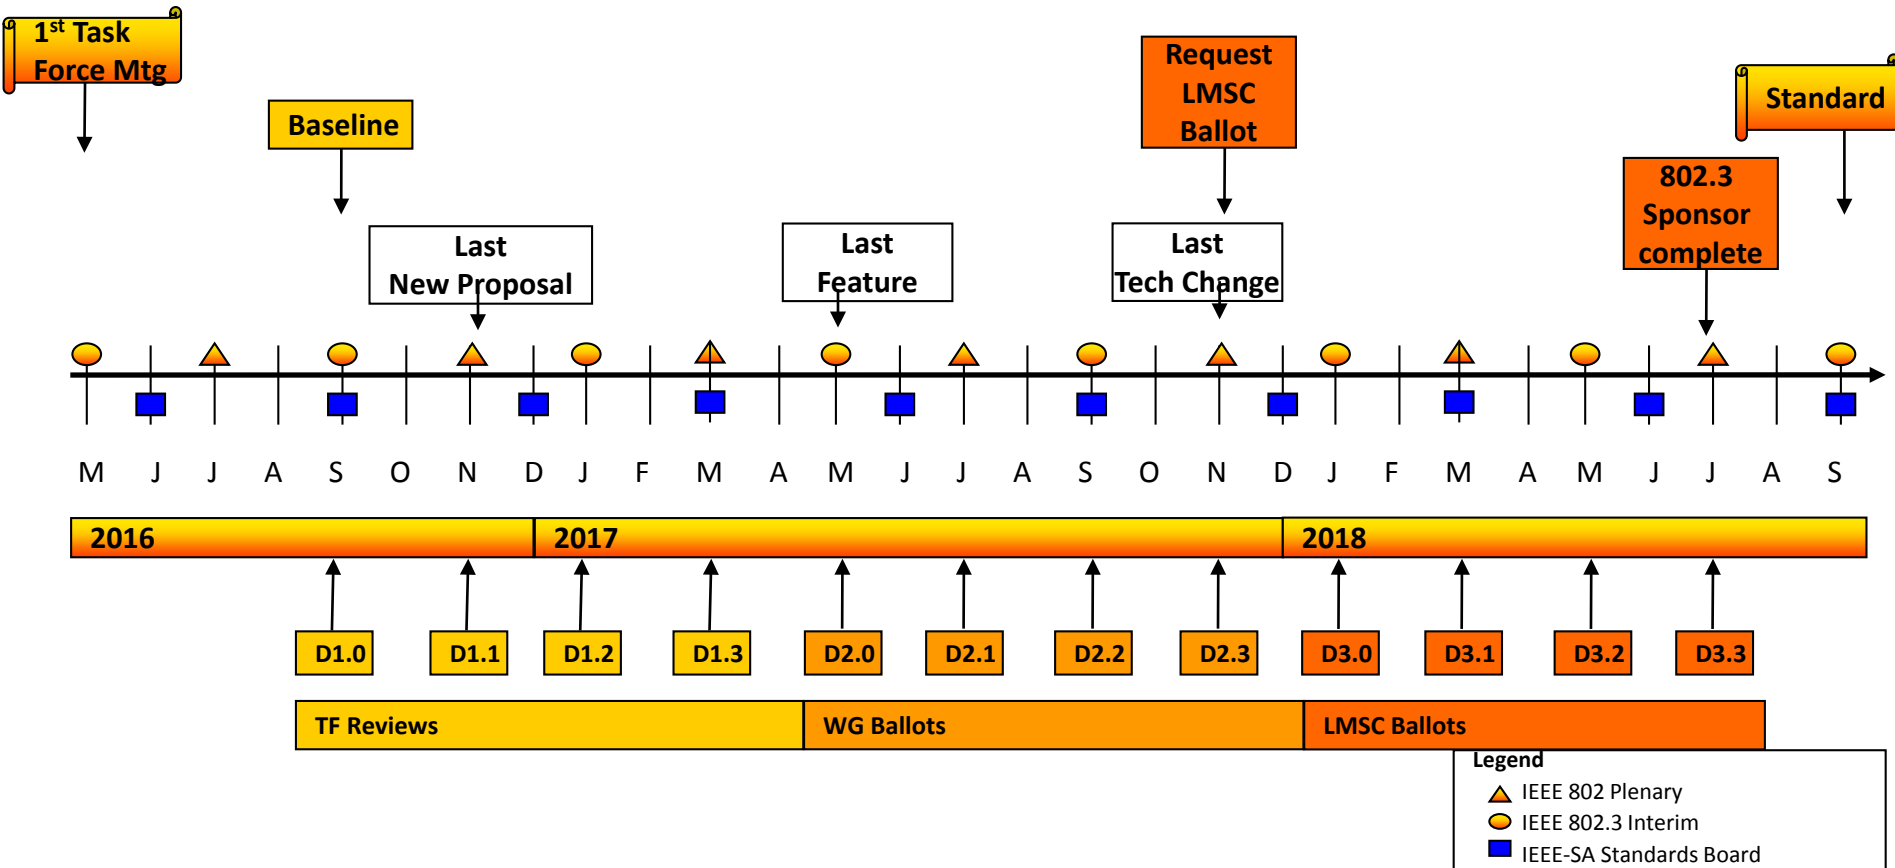 1st Task
Force Mtg
Baseline
Request
LMSC
Ballot
Standard
802.3
Sponsor
complete
Last
New Proposal
Last
Feature
Last
Tech Change
M J J A S O N D J F M A M J J A S O N D J F M A M J J A S
2016 2017 2018
D1.0 D1.1 D1.2 D1.3 D2.0 D2.1 D2.2 D2.3 D3.0 D3.1 D3.2 D3.3
TF Reviews WG Ballots LMSC Ballots
Legend
IEEE 802 Plenary
IEEE 802.3 Interim
IEEE-SA Standards Board